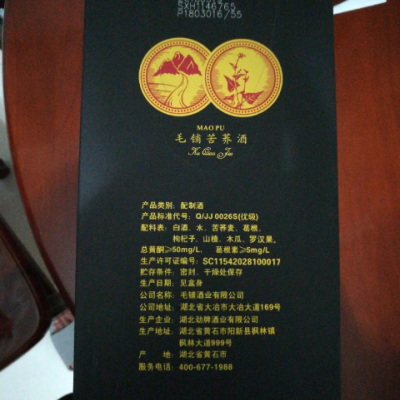 SXH1146765
P1803016/55
MAO PU
毛铺苦荞酒
Ku Qiao Jiu
产品类别: 配制酒
产品标准代号: Q/JJ 0026S(优级)
配料表: 白酒、水、苦荞麦、葛根、
枸杞子、山楂、木瓜、罗汉果。
总黄酮≥50mg/L 葛根素≥5mg/L
生产许可证编号: SC11542028100017
贮存条件: 密封、干燥处保存
生产日期: 见盒身
公司名称: 毛铺酒业有限公司
公司地址: 湖北省大冶市大冶大道169号
生产企业: 湖北劲牌酒业有限公司
生产地址: 湖北省黄石市阳新县枫林镇
枫林大道999号
产 地: 湖北省黄石市
服务电话: 400-677-1988